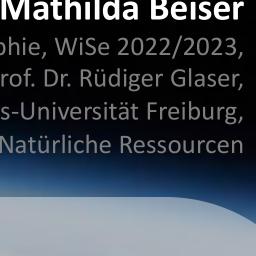 Mathilda Beiser
phie, WiSe 2022/2023,
rof. Dr. Rüdiger Glaser,
s-Universität Freiburg,
Natürliche Ressourcen